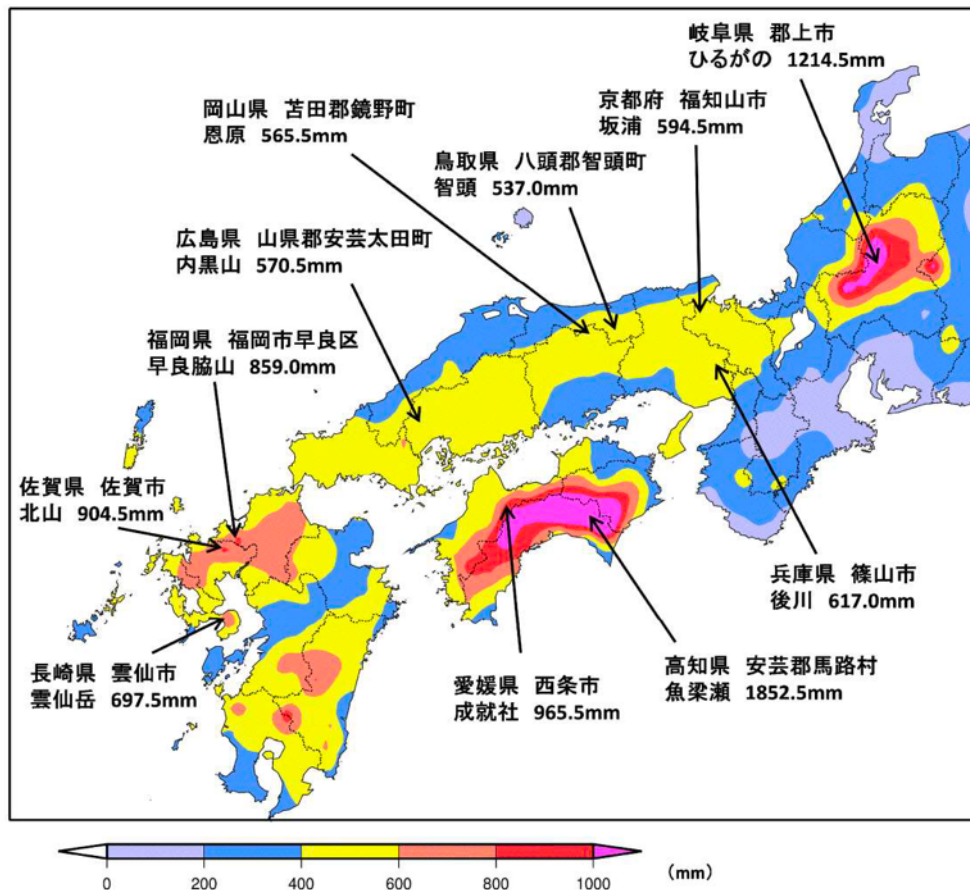 岐阜県 郡上市
ひるがの 1214.5mm
岡山県 苫田郡鏡野町
恩原 565.5mm
京都府 福知山市
坂浦 594.5mm
鳥取県 八頭郡智頭町
智頭 537.0mm
広島県 山県郡安芸太田町
内黒山 570.5mm
福岡県 福岡市早良区
早良脇山 859.0mm
佐賀県 佐賀市
北山 904.5mm
兵庫県 篠山市
後川 617.0mm
長崎県 雲仙市
雲仙岳 697.5mm
愛媛県 西条市
成就社 965.5mm
高知県 安芸郡馬路村
魚梁瀬 1852.5mm
0 200 400 600 800 1000 (mm)